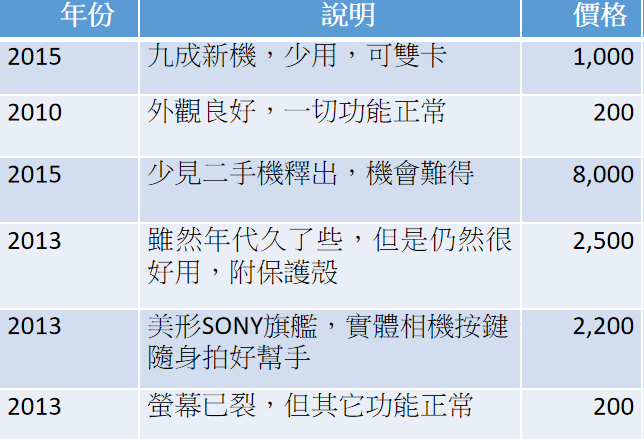 年份 說明 價格
2015 九成新機，少用，可雙卡 1,000
2010 外觀良好，一切功能正常 200
2015 少見二手機釋出，機會難得 8,000
2013 雖然年代久了些，但是仍然很 2,500
好用，附保護殼
2013 美形SONY旗艦，實體相機按鍵 2,200
隨身拍好幫手
2013 螢幕已裂，但其它功能正常 200